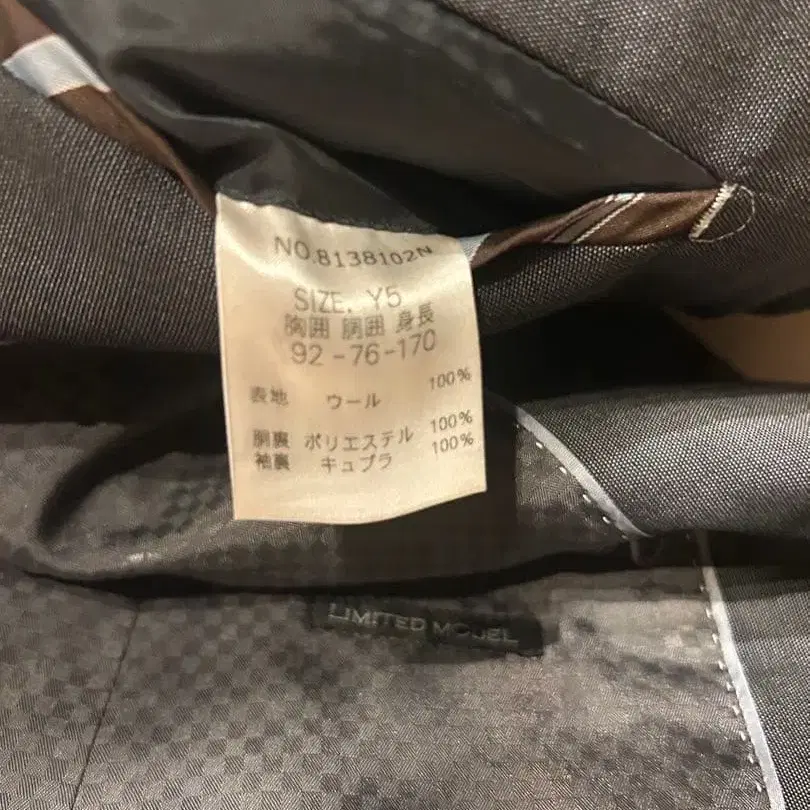 NO.8138102N
SIZE. Y5
胸囲 胴囲 身長
92-76-170
表地 ウール 100%
胴裏 ポリエステル 100%
袖裏 キュプラ 100%
LIMITED MODEL